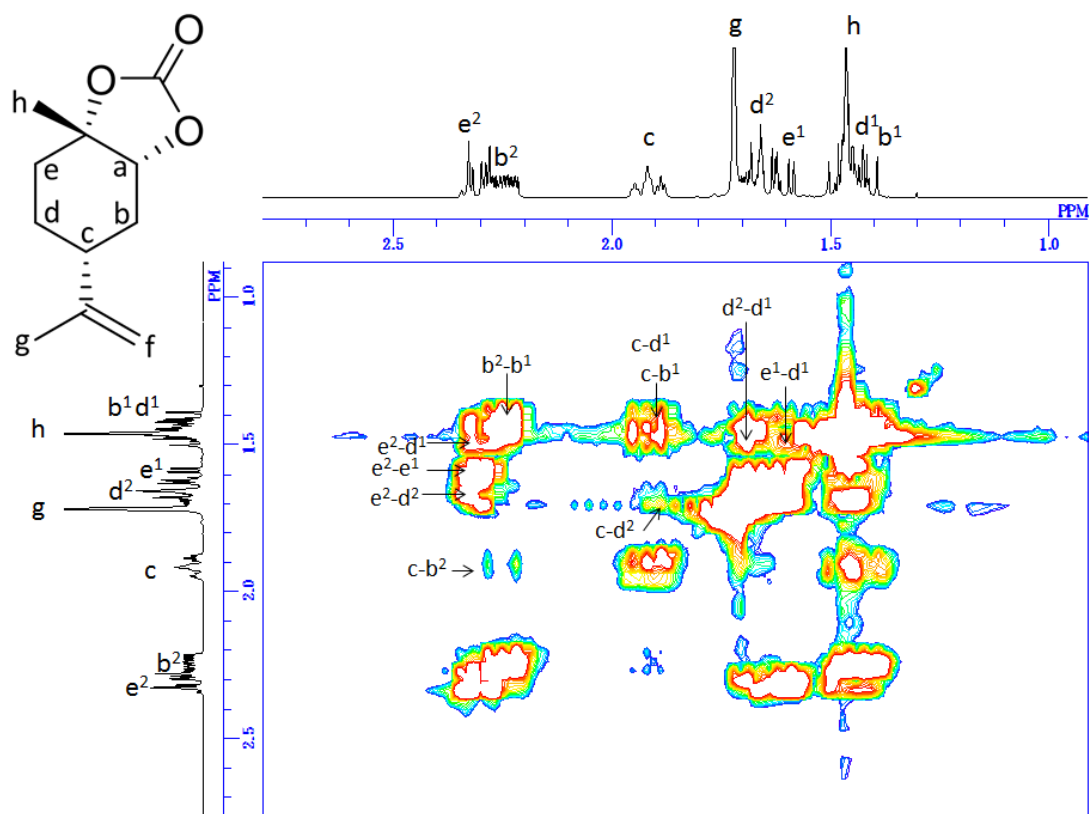 O
O
O
h
e
a
d
b
c
g
f
g
h
e²
b²
c
d²
e¹
d¹
b¹
PPM
2.5
2.0
1.5
1.0
PPM
1.0
1.5
2.0
2.5
b¹ d¹
h
e¹
d²
g
c
b²
e²
d²-d¹
c-d¹
b²-b¹
c-b¹
e¹-d¹
e²-d¹
e²-e¹
e²-d²
c-d²
c-b²